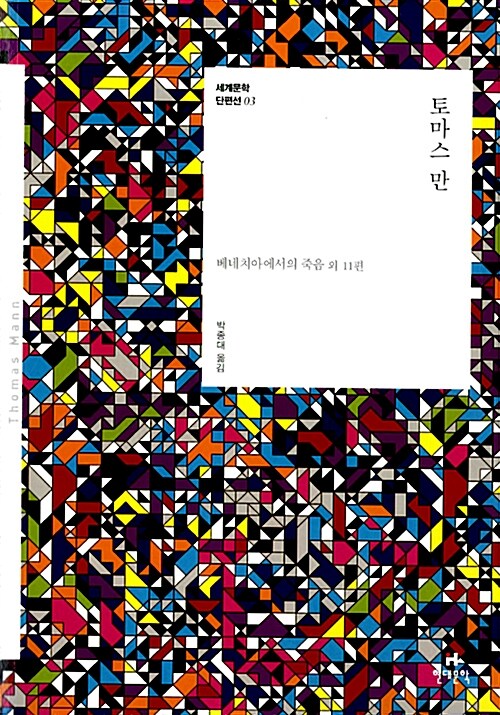 세계문학
단편선 03
토마스 만
베네치아에서의 죽음 외 11편
박종대 옮김
Thomas Mann
현대문학